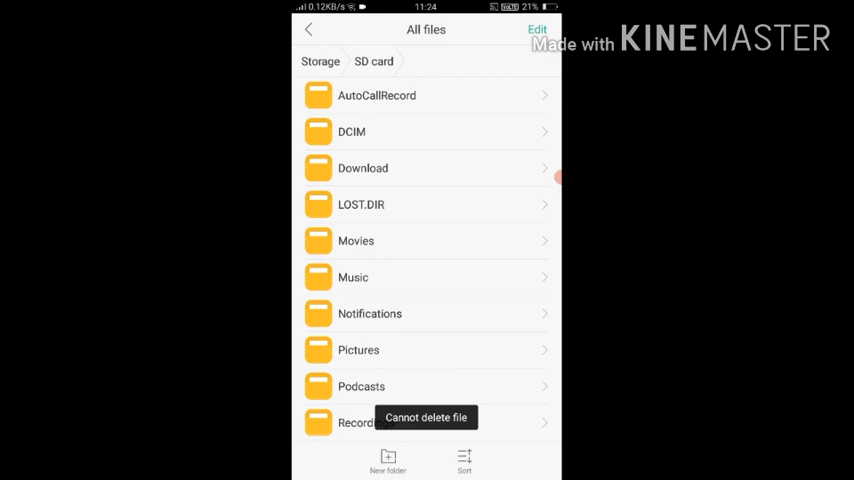 0.12KB/s 11:24 VoLTE 21%
All files Edit
Made with KINEMASTER
Storage SD card
AutoCallRecord
DCIM
Download
LOST.DIR
Movies
Music
Notifications
Pictures
Podcasts
Cannot delete file
New folder Sort